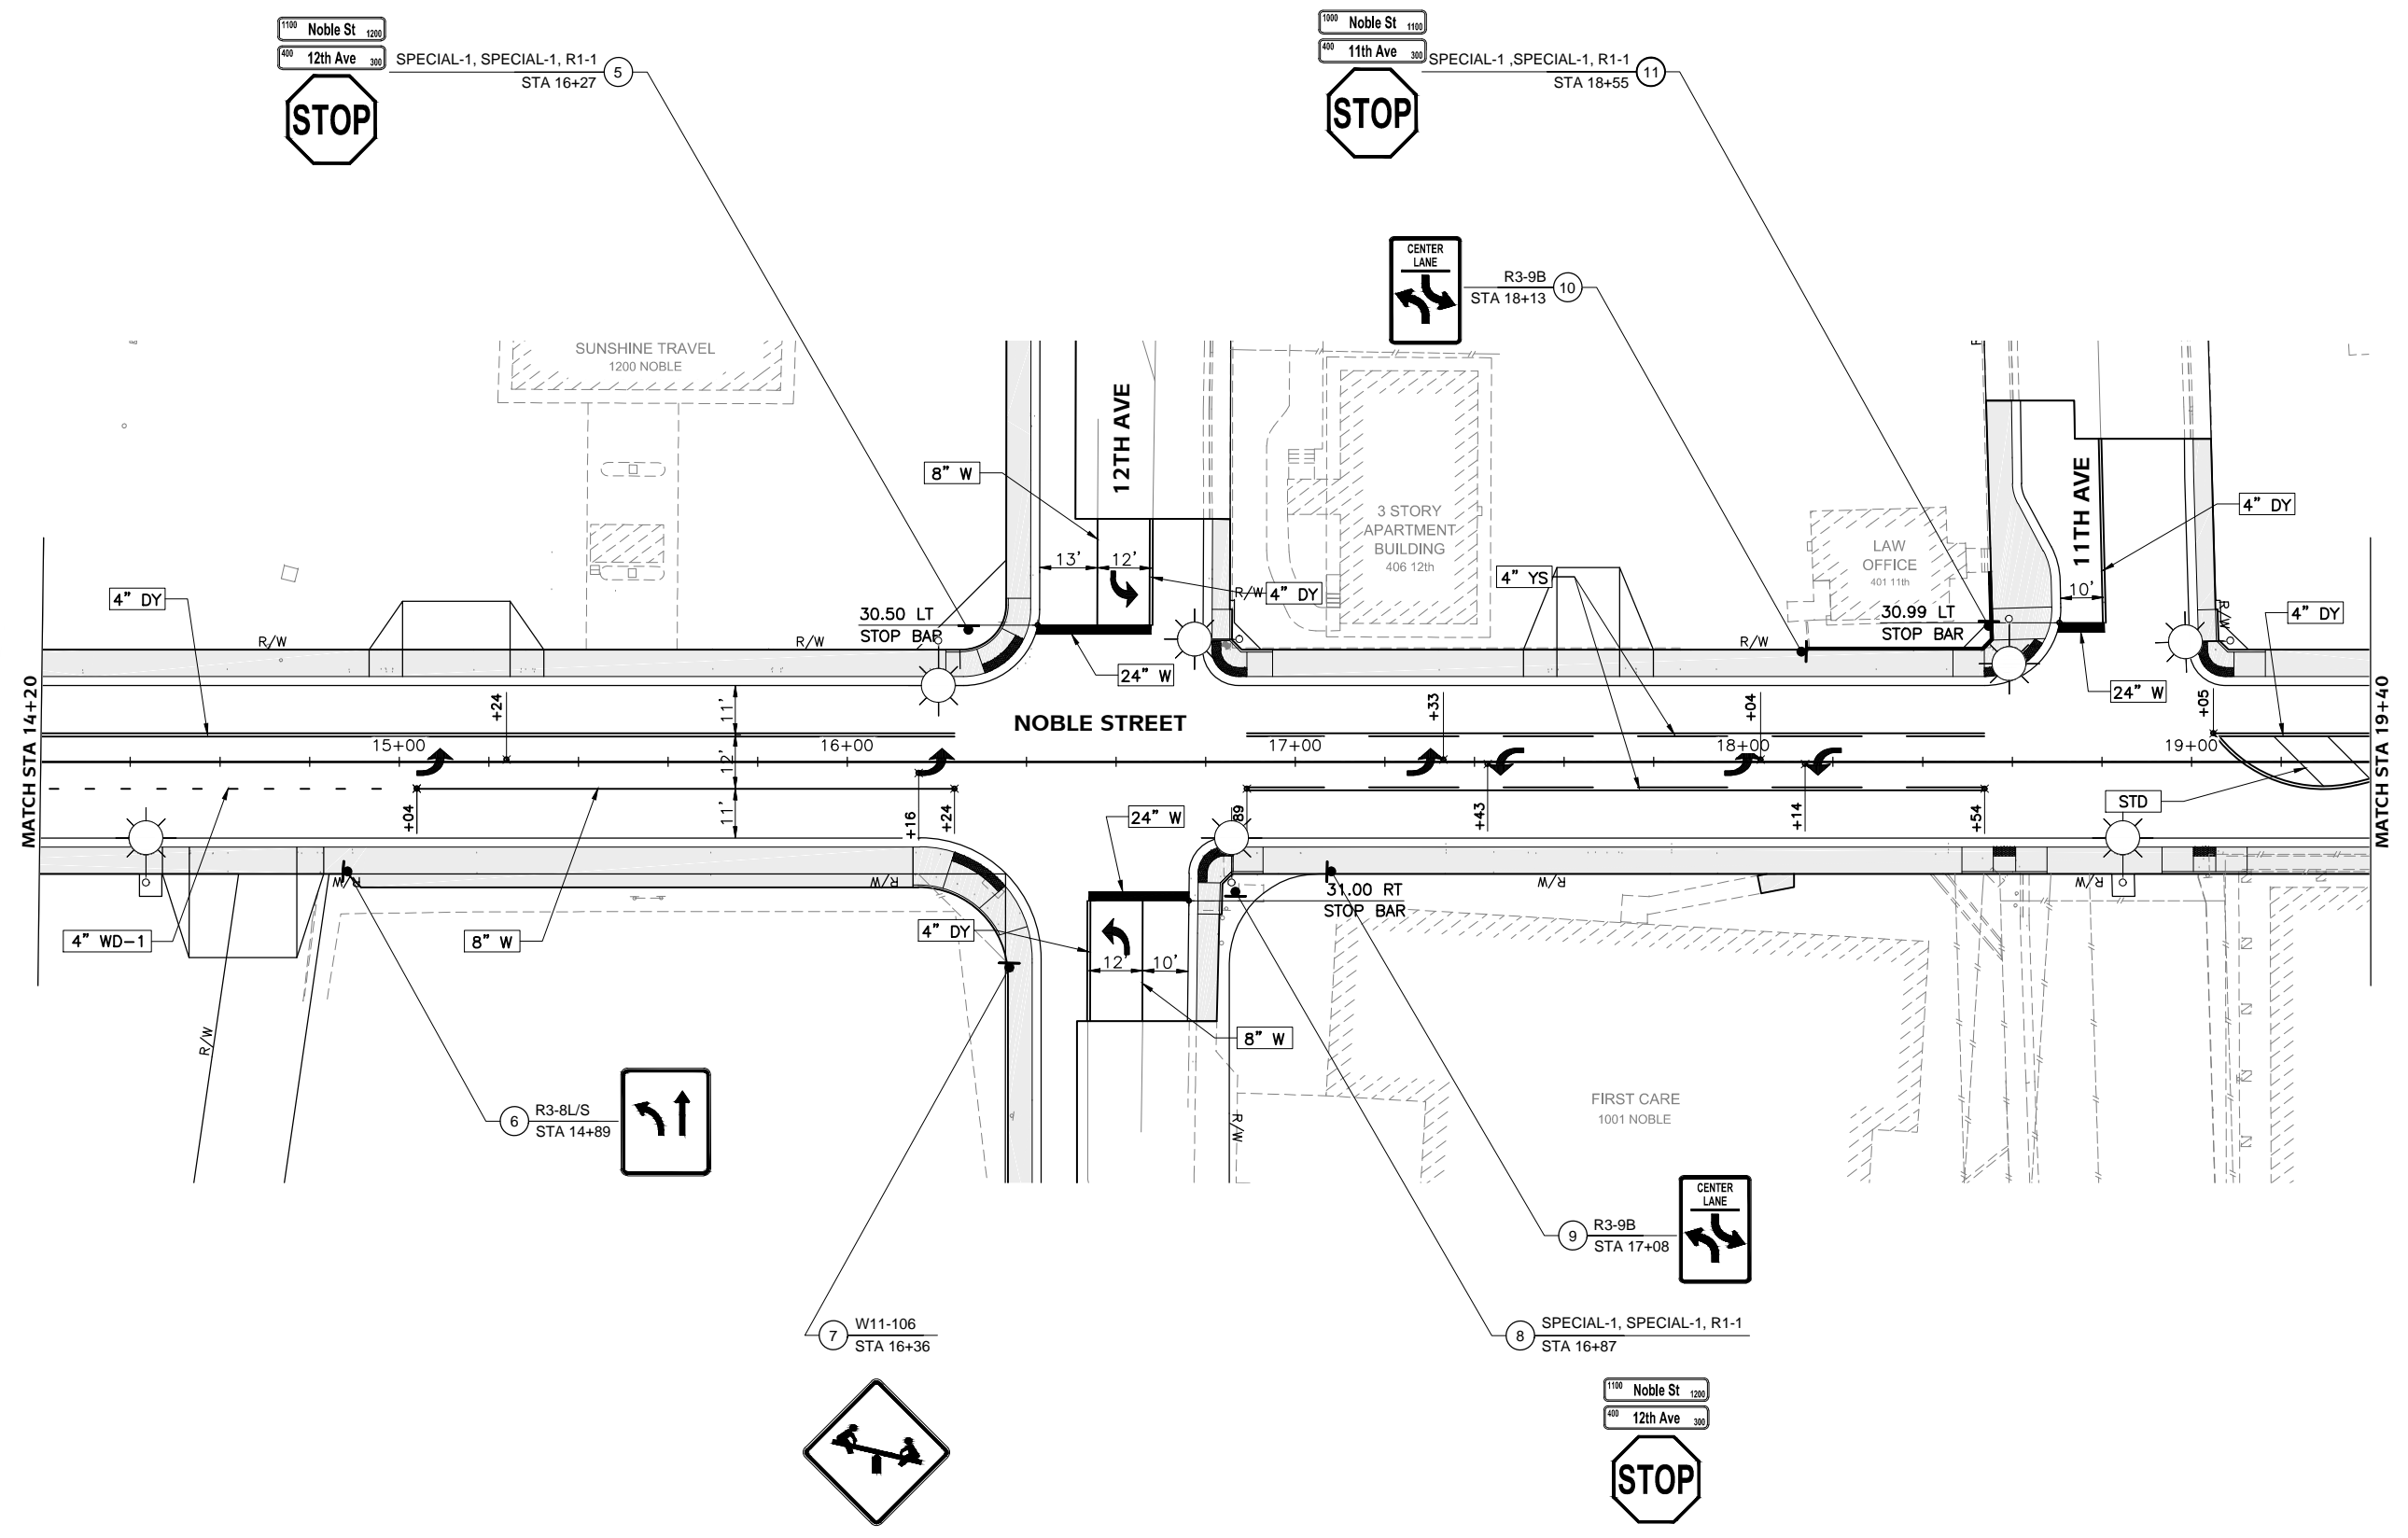 1100 Noble St 1200
400 12th Ave 300
STOP
SPECIAL-1, SPECIAL-1, R1-1
STA 16+27
5
1000 Noble St 1100
400 11th Ave 300
STOP
SPECIAL-1 ,SPECIAL-1, R1-1
STA 18+55
11
CENTER
LANE
R3-9B
STA 18+13
10
SUNSHINE TRAVEL
1200 NOBLE
12TH AVE
8" W
13'
12'
4" DY
R/W
3 STORY
APARTMENT
BUILDING
406 12th
4" YS
LAW
OFFICE
401 11th
11TH AVE
4" DY
10'
4" DY
4" DY
R/W
R/W
30.50 LT
STOP BAR
24" W
R/W
30.99 LT
STOP BAR
R/W
24" W
MATCH STA 14+20
+24
11'
NOBLE STREET
+33
+04
+05
MATCH STA 19+40
15+00
16+00
17+00
18+00
19+00
12'
+04
+16
+24
11'
24" W
89
+43
+14
+54
STD
R/W
R/W
31.00 RT
STOP BAR
R/W
R/W
4" WD-1
8" W
4" DY
12'
10'
8" W
R/W
R/W
6
R3-8L/S
STA 14+89
FIRST CARE
1001 NOBLE
9
R3-9B
STA 17+08
CENTER
LANE
7
W11-106
STA 16+36
8
SPECIAL-1, SPECIAL-1, R1-1
STA 16+87
1100 Noble St 1200
400 12th Ave 300
STOP